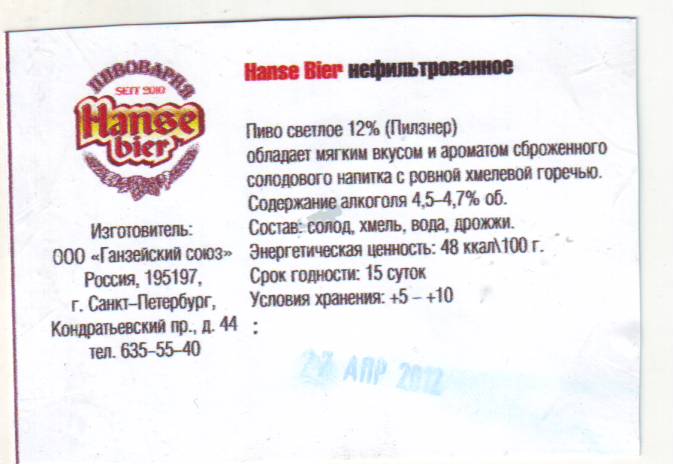 ПИВОВАРНЯ
SEIT 2010
Hanse
bier
Изготовитель:
ООО «Ганзейский союз»
Россия, 195197,
г. Санкт–Петербург,
Кондратьевский пр., д. 44
тел. 635–55–40
Hanse Bier нефильтрованное
Пиво светлое 12% (Пилзнер)
обладает мягким вкусом и ароматом сброженного
солодового напитка с ровной хмелевой горечью.
Содержание алкоголя 4,5–4,7% об.
Состав: солод, хмель, вода, дрожжи.
Энергетическая ценность: 48 ккал\100 г.
Срок годности: 15 суток
Условия хранения: +5 – +10
:
27 АПР 2012